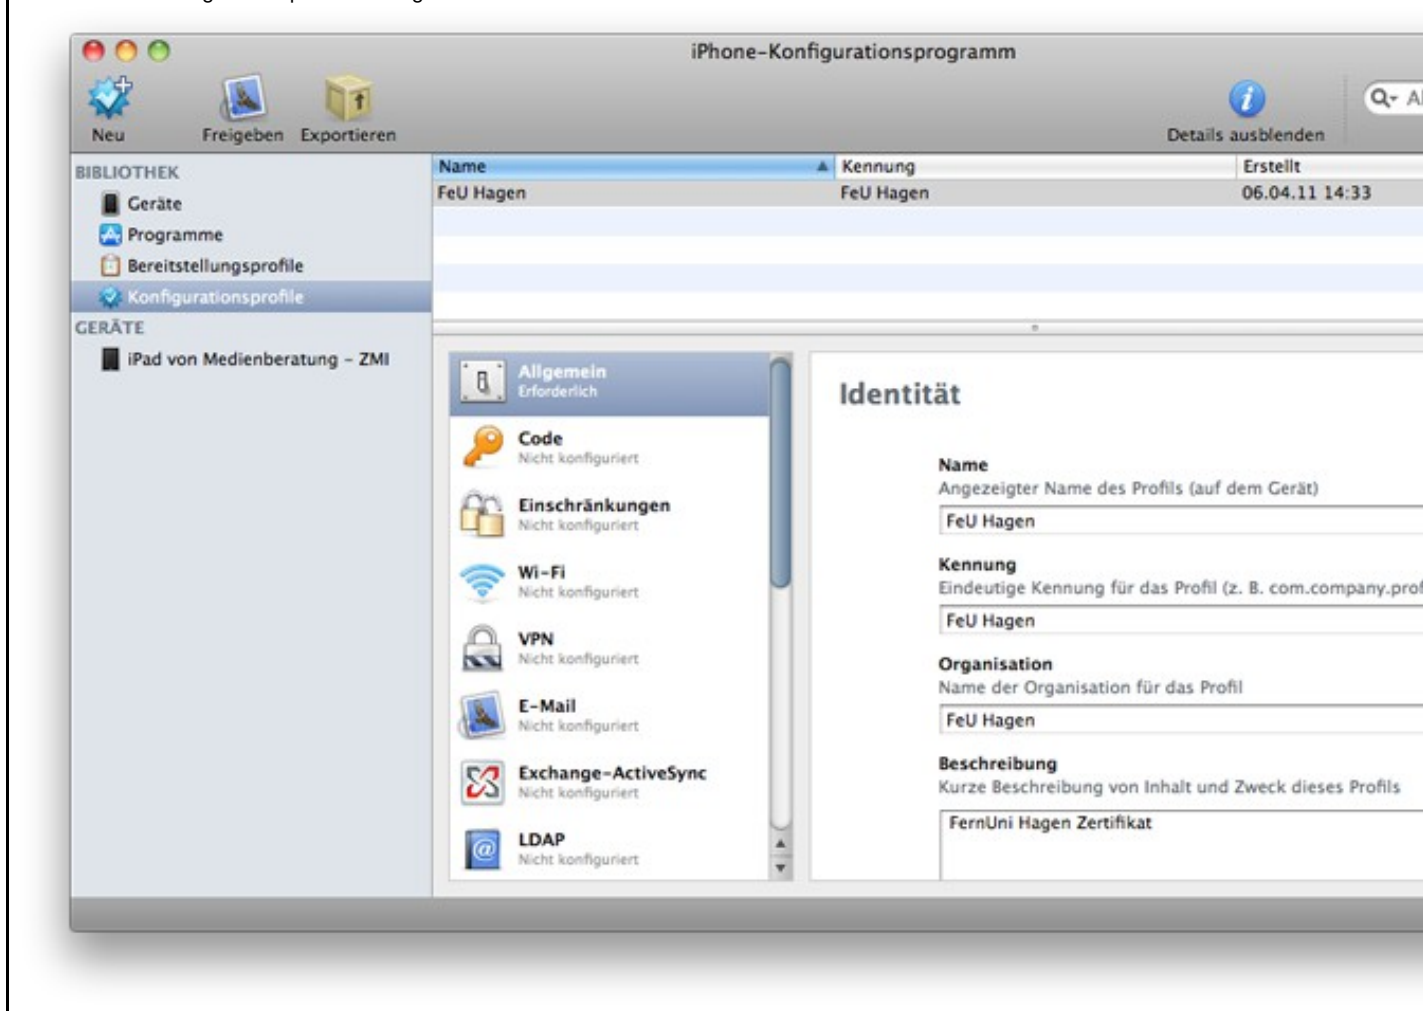 iPhone-Konfigurationsprogramm
Neu
Freigeben
Exportieren
Details ausblenden
BIBLIOTHEK
Geräte
Programme
Bereitstellungsprofile
Konfigurationsprofile
GERÄTE
iPad von Medienberatung – ZMI
Name Kennung Erstellt
FeU Hagen FeU Hagen 06.04.11 14:33
Allgemein
Erforderlich
Code
Nicht konfiguriert
Einschränkungen
Nicht konfiguriert
Wi-Fi
Nicht konfiguriert
VPN
Nicht konfiguriert
E-Mail
Nicht konfiguriert
Exchange-ActiveSync
Nicht konfiguriert
LDAP
Nicht konfiguriert
Identität
Name
Angezeigter Name des Profils (auf dem Gerät)
FeU Hagen
Kennung
Eindeutige Kennung für das Profil (z. B. com.company.prof
FeU Hagen
Organisation
Name der Organisation für das Profil
FeU Hagen
Beschreibung
Kurze Beschreibung von Inhalt und Zweck dieses Profils
FernUni Hagen Zertifikat